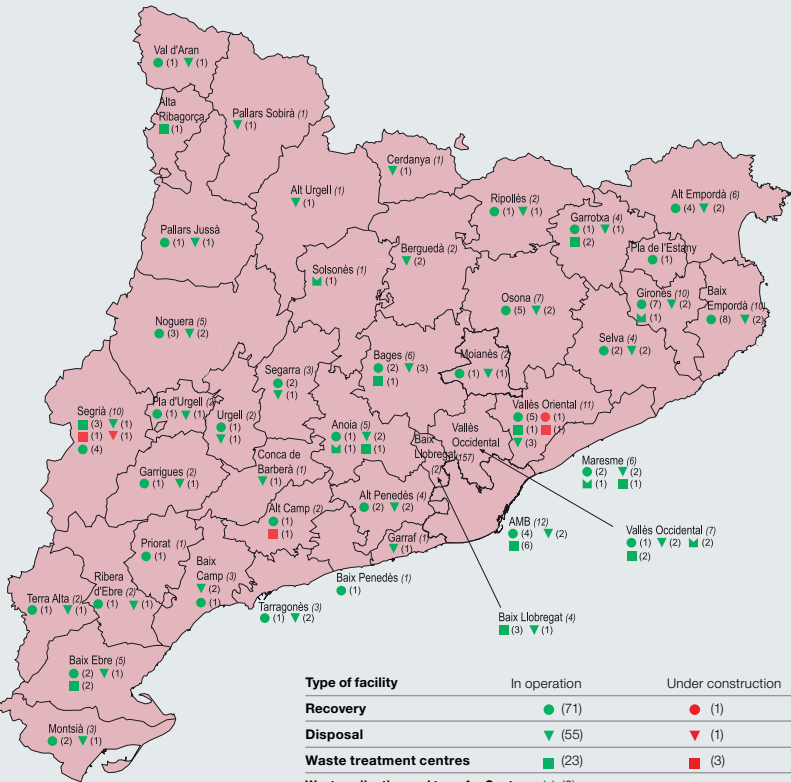 Val d'Aran
(1) (1)
Alta
Ribagorça
(1)
Pallars Sobirà (1)
(1)
Cerdanya (1)
(1)
Alt Urgell (1)
(1)
Ripollès (2)
(1) (1)
Alt Empordà (6)
(4) (2)
Garrotxa (4)
(1) (1)
(2)
Pallars Jussà
(1) (1)
Berguedà (2)
(2)
Pla de l'Estany
(1)
Solsonès (1)
(1)
Osona (7)
(5) (2)
Gironès (10)
(7) (2)
(1)
Baix
Empordà (10)
(8) (2)
Noguera (5)
(3) (2)
Selva (4)
(2) (2)
Bages (6)
(2) (3)
(1)
Moianès (2)
(1) (1)
Segarra (3)
(2)
(1)
Segrià (10)
(3) (1)
(1) (1)
(4)
Pla d'Urgell (2)
(1) (1)
Urgell (2)
(1)
(1)
Anoia (5)
(1) (2)
(1) (1)
Baix
Llobregat (57)
(2)
Vallès
Occidental
Vallès Oriental (11)
(5) (1)
(1) (1)
(3)
Garrigues (2)
(1) (1)
Conca de
Barberà (1)
(1)
Maresme (6)
(2) (2)
(1) (1)
Alt Camp (2)
(1)
(1)
Alt Penedès (4)
(2) (2)
AMB (12)
(4) (2)
(6)
Vallès Occidental (7)
(1) (2) (2)
(2)
Garraf (1)
(1)
Priorat (1)
(1)
Baix
Camp (3)
(2)
(1)
Baix Penedès (1)
(1)
Ribera
d'Ebre (2)
(1) (1)
Terra Alta (2)
(1) (1)
Tarragonès (3)
(1) (2)
Baix Llobregat (4)
(3) (1)
Baix Ebre (5)
(2) (1)
(2)
Montsià (3)
(2) (1)
Type of facility In operation Under construction
Recovery (71) (1)
Disposal (55) (1)
Waste treatment centres (23) (3)